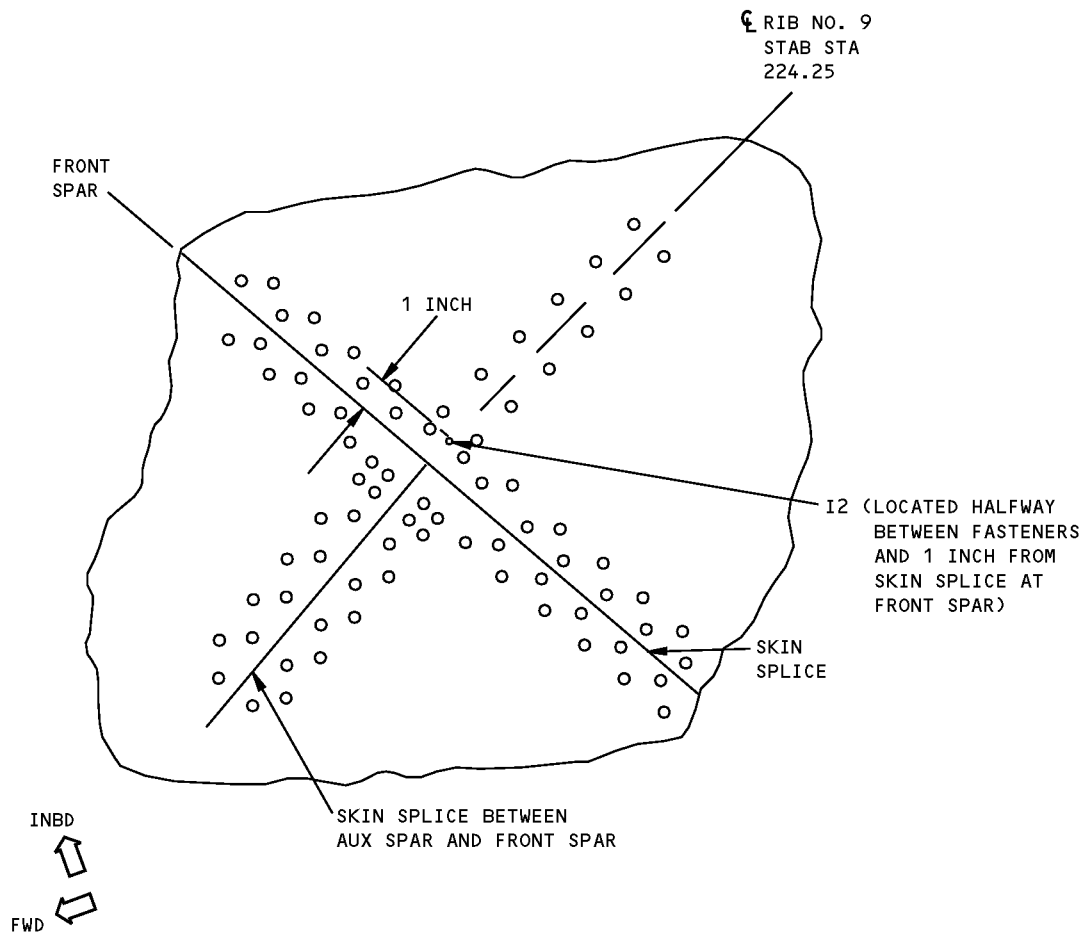 ℄ RIB NO. 9
STAB STA
224.25
FRONT
SPAR
1 INCH
I2 (LOCATED HALFWAY
BETWEEN FASTENERS
AND 1 INCH FROM
SKIN SPLICE AT
FRONT SPAR)
SKIN
SPLICE
SKIN SPLICE BETWEEN
AUX SPAR AND FRONT SPAR
INBD
FWD